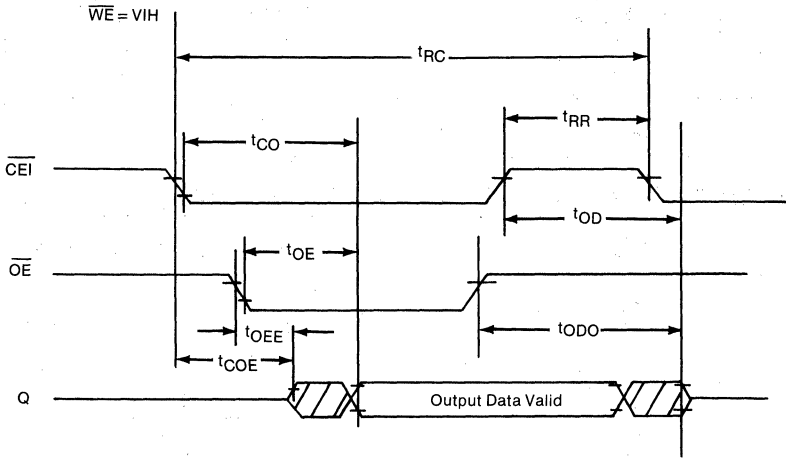 WE = VIH
tRC
tRR
tCO
CEI
tOD
tOE
OE
tOEE
tODO
tCOE
Q
Output Data Valid